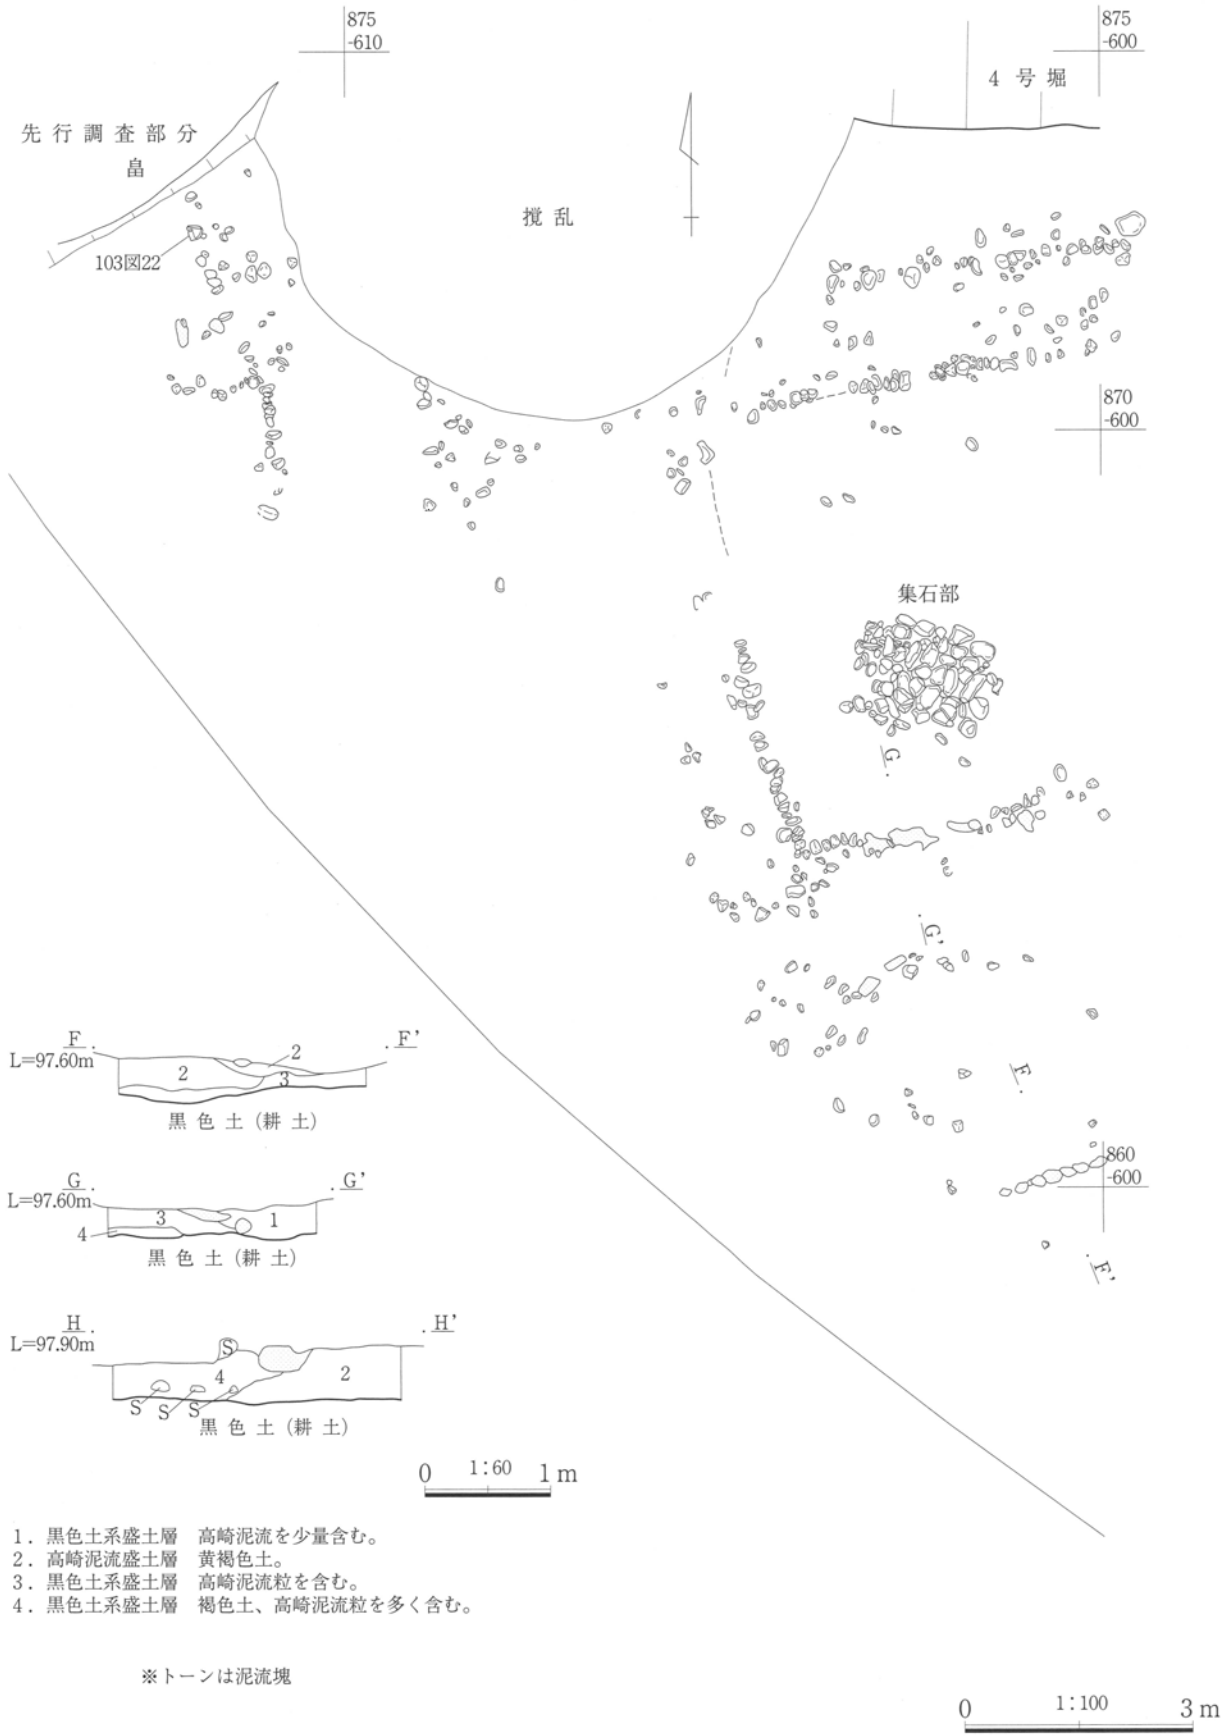 875
-610
875
-600
4 号 堀
先 行 調 査 部 分
畠
撹 乱
103図22
870
-600
集石部
G
G'
F
860
-600
F'
F
F'
L=97.60m
2
2
3
黒 色 土 (耕 土)
G
G'
L=97.60m
3
1
4
黒 色 土 (耕 土)
H
H'
L=97.90m
S
4
2
S
S
S
黒 色 土 (耕 土)
0 1:60 1 m
1. 黒色土系盛土層 高崎泥流を少量含む。
2. 高崎泥流盛土層 黄褐色土。
3. 黒色土系盛土層 高崎泥流粒を含む。
4. 黒色土系盛土層 褐色土、高崎泥流粒を多く含む。
※トーンは泥流塊
0 1:100 3 m